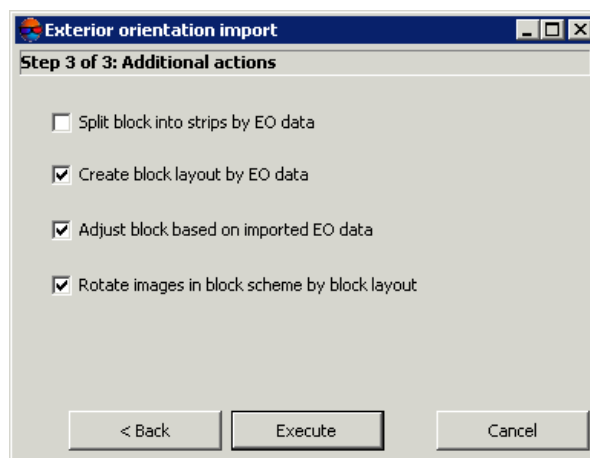 Exterior orientation import
Step 3 of 3: Additional actions
Split block into strips by EO data
Create block layout by EO data
Adjust block based on imported EO data
Rotate images in block scheme by block layout
< Back Execute Cancel